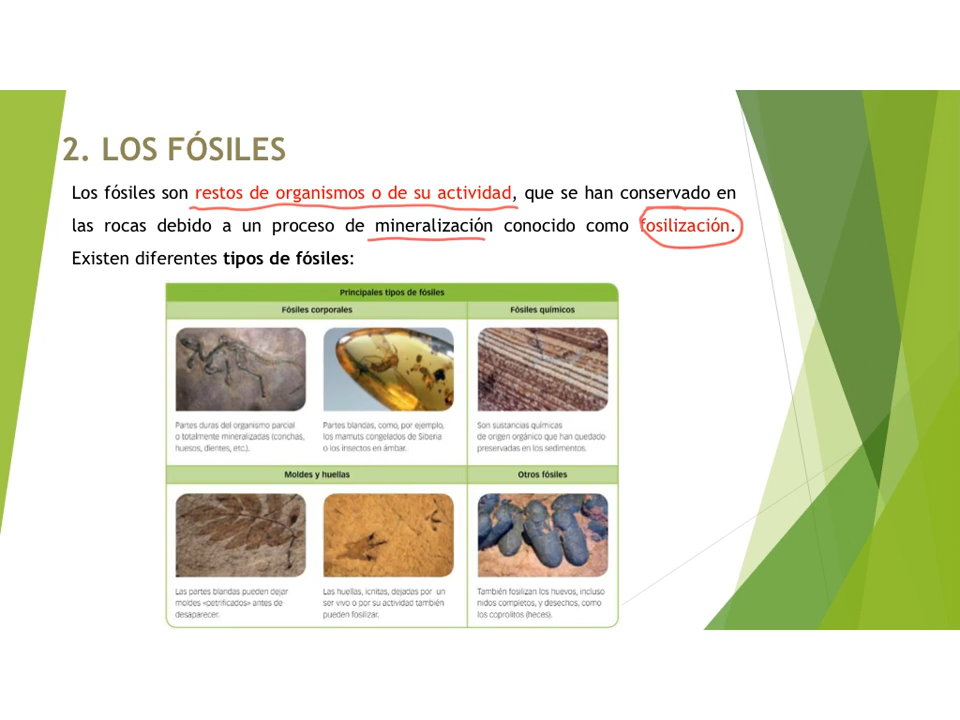 2. LOS FÓSILES
Los fósiles son restos de organismos o de su actividad, que se han conservado en
las rocas debido a un proceso de mineralización conocido como fosilización.
Existen diferentes tipos de fósiles:
Principales tipos de fósiles
Fósiles corporales
Fósiles químicos
Partes duras del organismo parcial
o totalmente mineralizadas (conchas,
huesos, dientes, etc.).
Partes blandas, como, por ejemplo,
los mamuts congelados de Siberia
o los insectos en ámbar.
Son sustancias químicas
de origen orgánico que han quedado
preservadas en los sedimentos.
Moldes y huellas
Otros fósiles
Las partes blandas pueden dejar
moldes «petrificados» antes de
desaparecer.
Las huellas, icnitas, dejadas por un
ser vivo o por su actividad también
pueden fosilizar.
También fosilizan los huevos, incluso
nidos completos, y desechos, como
los coprolitos (heces).